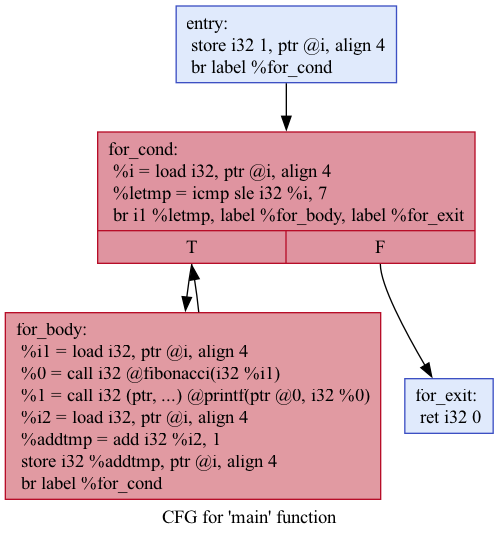 entry:
store i32 1, ptr @i, align 4
br label %for_cond
for_cond:
%i = load i32, ptr @i, align 4
%letmp = icmp sle i32 %i, 7
br i1 %letmp, label %for_body, label %for_exit
T
F
for_body:
%i1 = load i32, ptr @i, align 4
%0 = call i32 @fibonacci(i32 %i1)
%1 = call i32 (ptr, ...) @printf(ptr @0, i32 %0)
%i2 = load i32, ptr @i, align 4
%addtmp = add i32 %i2, 1
store i32 %addtmp, ptr @i, align 4
br label %for_cond
for_exit:
ret i32 0
CFG for 'main' function